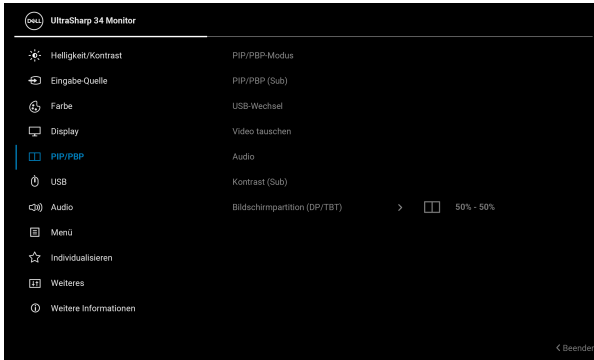 DELL UltraSharp 34 Monitor
Helligkeit/Kontrast PIP/PBP-Modus
Eingabe-Quelle PIP/PBP (Sub)
Farbe USB-Wechsel
Display Video tauschen
PIP/PBP Audio
USB Kontrast (Sub)
Audio Bildschirmpartition (DP/TBT) > 50% - 50%
Menü
Individualisieren
Weiteres
Weitere Informationen
< Beenden